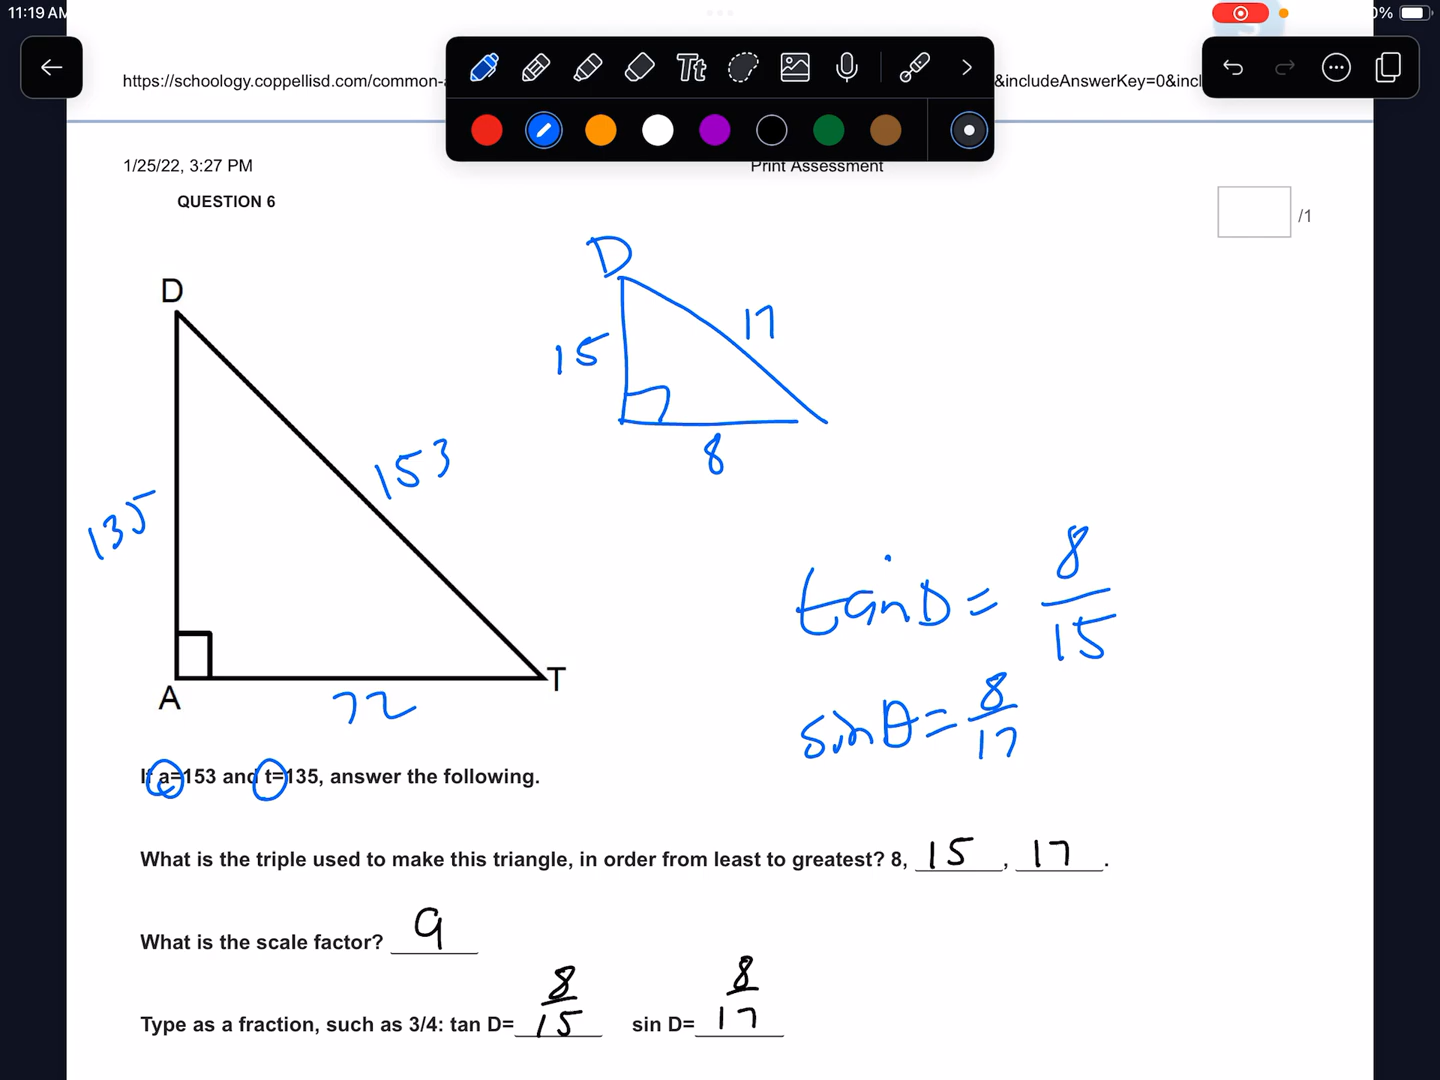 11:19 AM
0%
https://schoology.coppellisd.com/common-
&includeAnswerKey=0&incl
Tt
1/25/22, 3:27 PM
Print Assessment
QUESTION 6
/1
D
D
15
17
8
153
135
A
T
72
tan D = 8/15
sin θ = 8/17
If a=153 and t=135, answer the following.
What is the triple used to make this triangle, in order from least to greatest? 8, 15, 17.
What is the scale factor? 9
Type as a fraction, such as 3/4: tan D= 8/15 sin D= 8/17